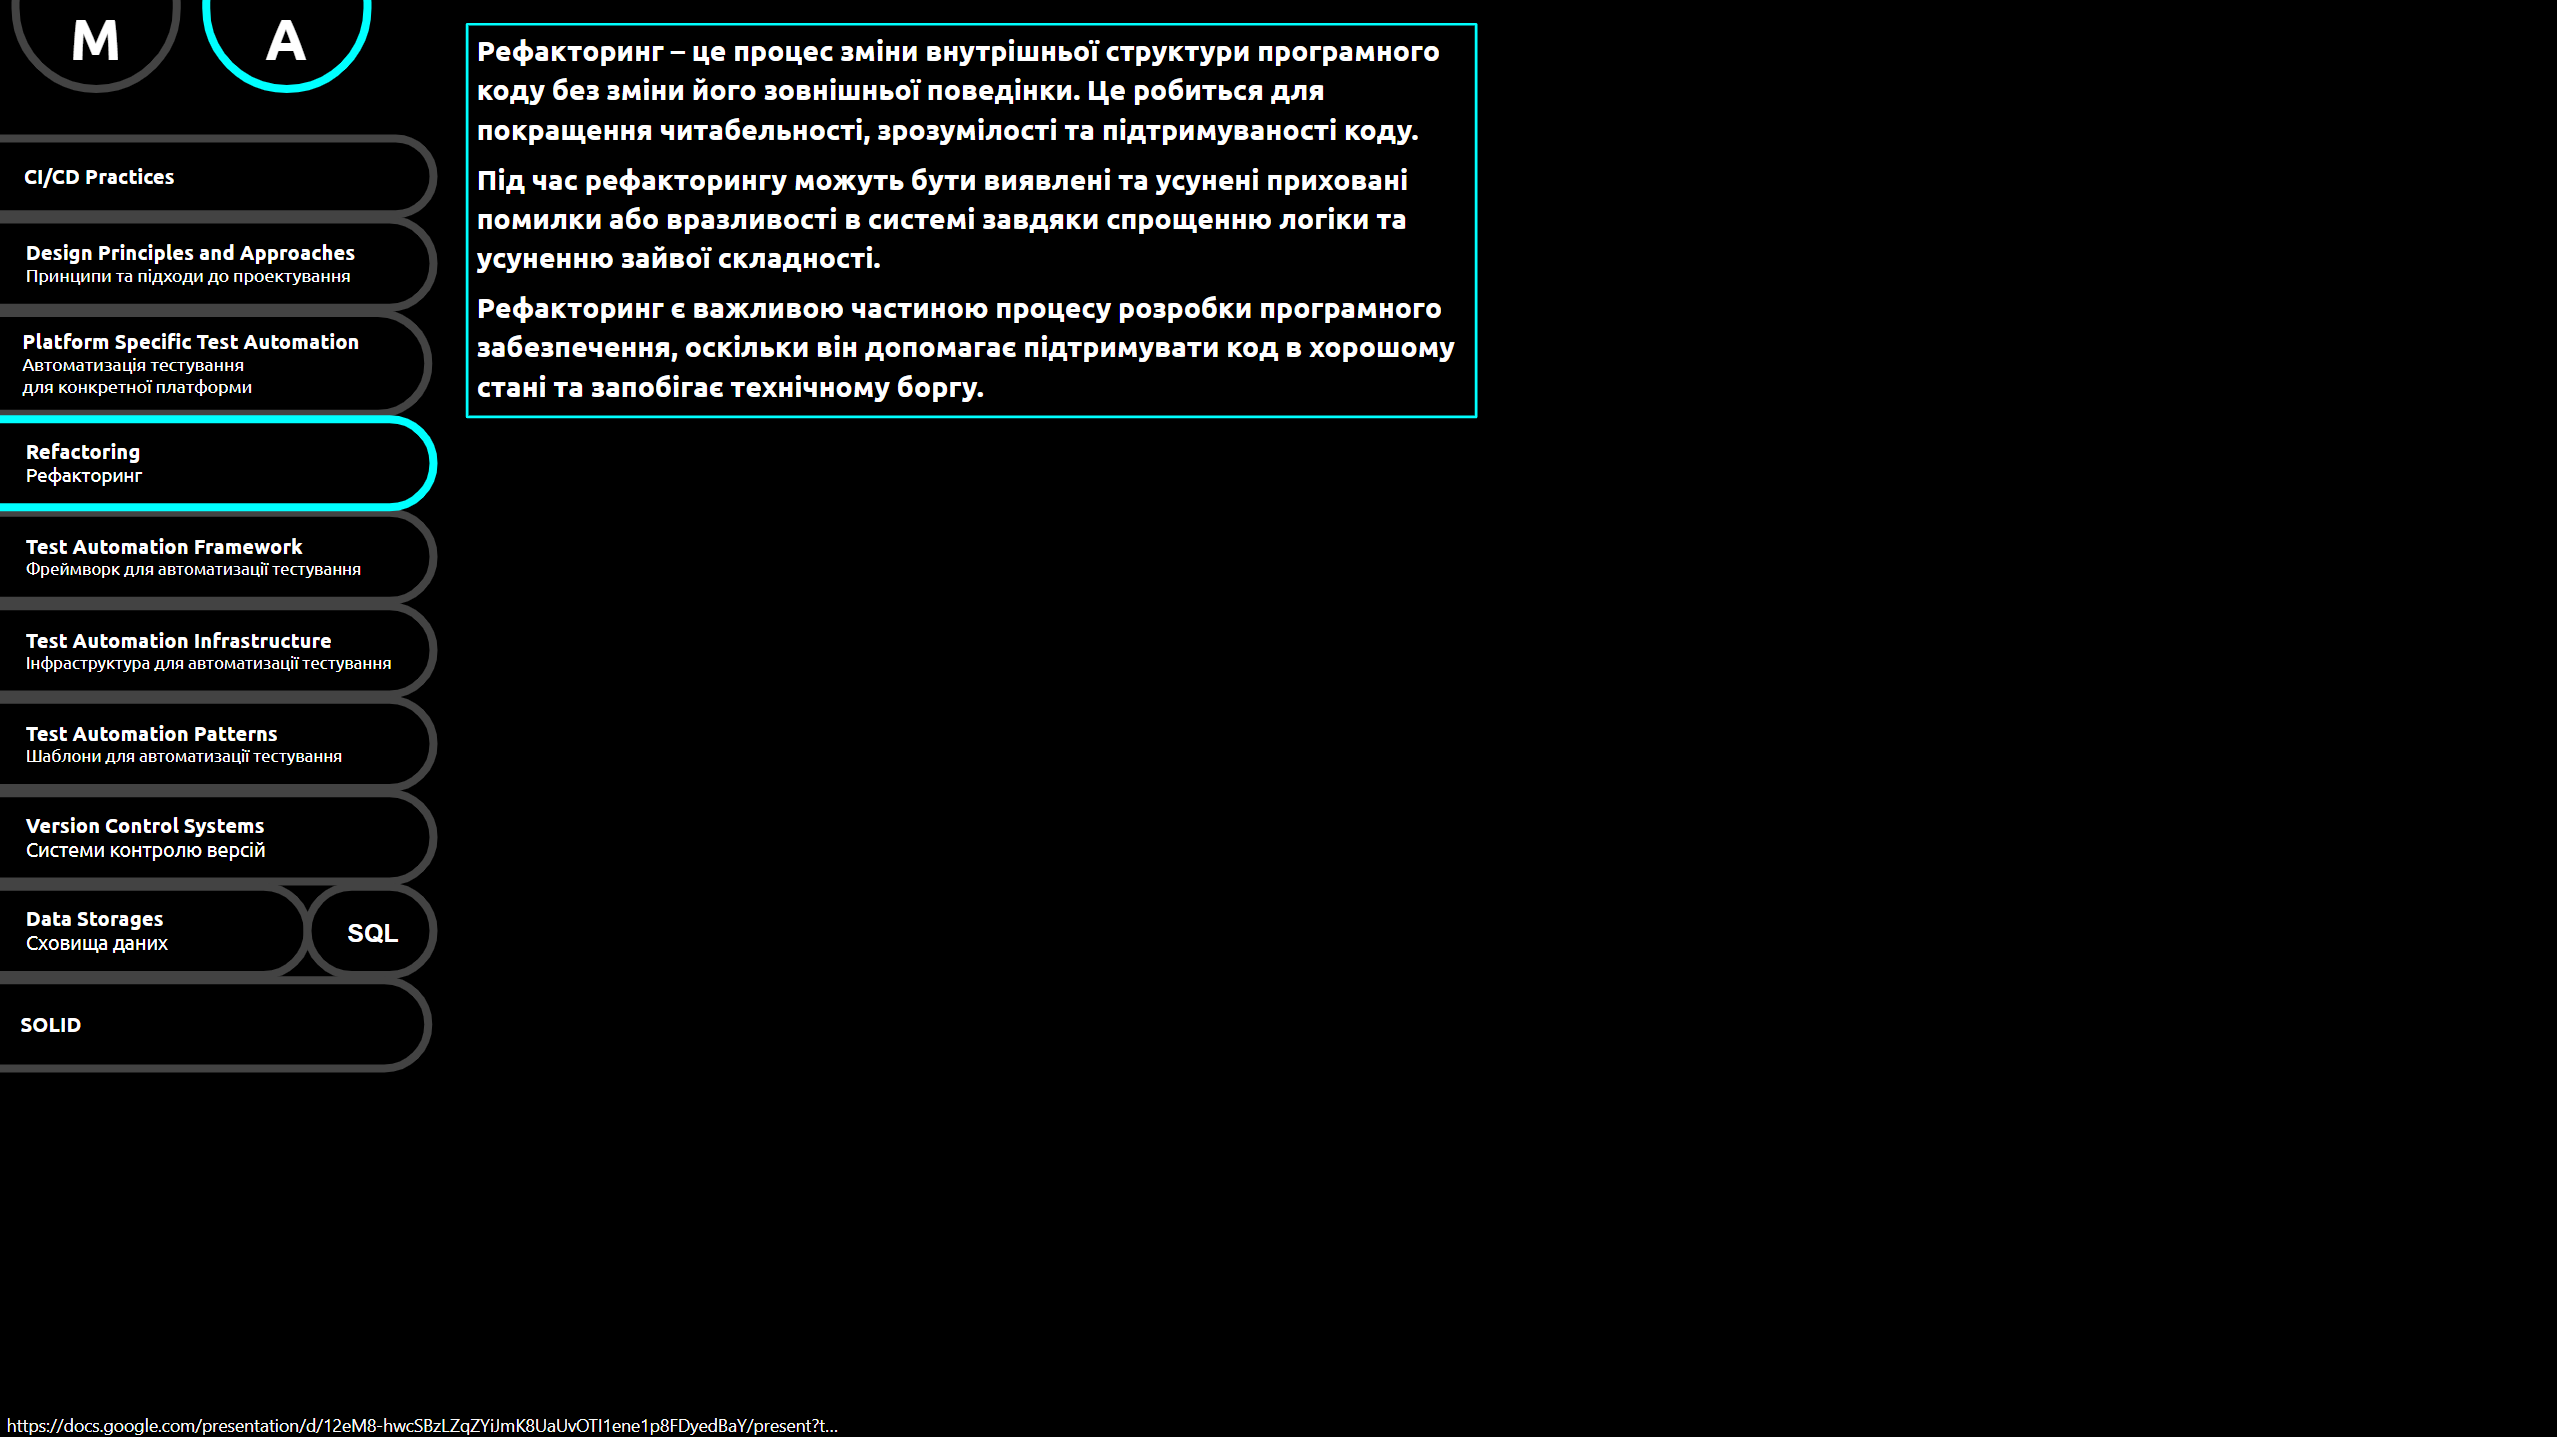 M
A
CI/CD Practices
Design Principles and Approaches
Принципи та підходи до проектування
Platform Specific Test Automation
Автоматизація тестування
для конкретної платформи
Refactoring
Рефакторинг
Test Automation Framework
Фреймворк для автоматизації тестування
Test Automation Infrastructure
Інфраструктура для автоматизації тестування
Test Automation Patterns
Шаблони для автоматизації тестування
Version Control Systems
Системи контролю версій
Data Storages
Сховища даних
SQL
SOLID
Рефакторинг – це процес зміни внутрішньої структури програмного
коду без зміни його зовнішньої поведінки. Це робиться для
покращення читабельності, зрозумілості та підтримуваності коду.
Під час рефакторингу можуть бути виявлені та усунені приховані
помилки або вразливості в системі завдяки спрощенню логіки та
усуненню зайвої складності.
Рефакторинг є важливою частиною процесу розробки програмного
забезпечення, оскільки він допомагає підтримувати код в хорошому
стані та запобігає технічному боргу.
https://docs.google.com/presentation/d/12eM8-hwcSBzLZqZYiJmK8UaUvOTI1ene1p8FDyedBaY/present?t...